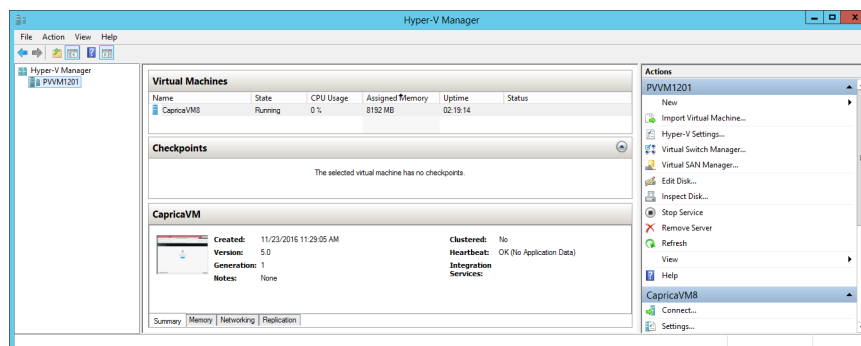 Hyper-V Manager
File Action View Help
Hyper-V Manager
PVVM1201
Virtual Machines
Name State CPU Usage Assigned Memory Uptime Status
CapricaVM8 Running 0 % 8192 MB 02:19:14
Checkpoints
The selected virtual machine has no checkpoints.
CapricaVM
Created: 11/23/2016 11:29:05 AM
Version: 5.0
Generation: 1
Notes: None
Clustered: No
Heartbeat: OK (No Application Data)
Integration
Services:
Summary Memory Networking Replication
Actions
PVVM1201
New
Import Virtual Machine...
Hyper-V Settings...
Virtual Switch Manager...
Virtual SAN Manager...
Edit Disk...
Inspect Disk...
Stop Service
Remove Server
Refresh
View
Help
CapricaVM8
Connect...
Settings...